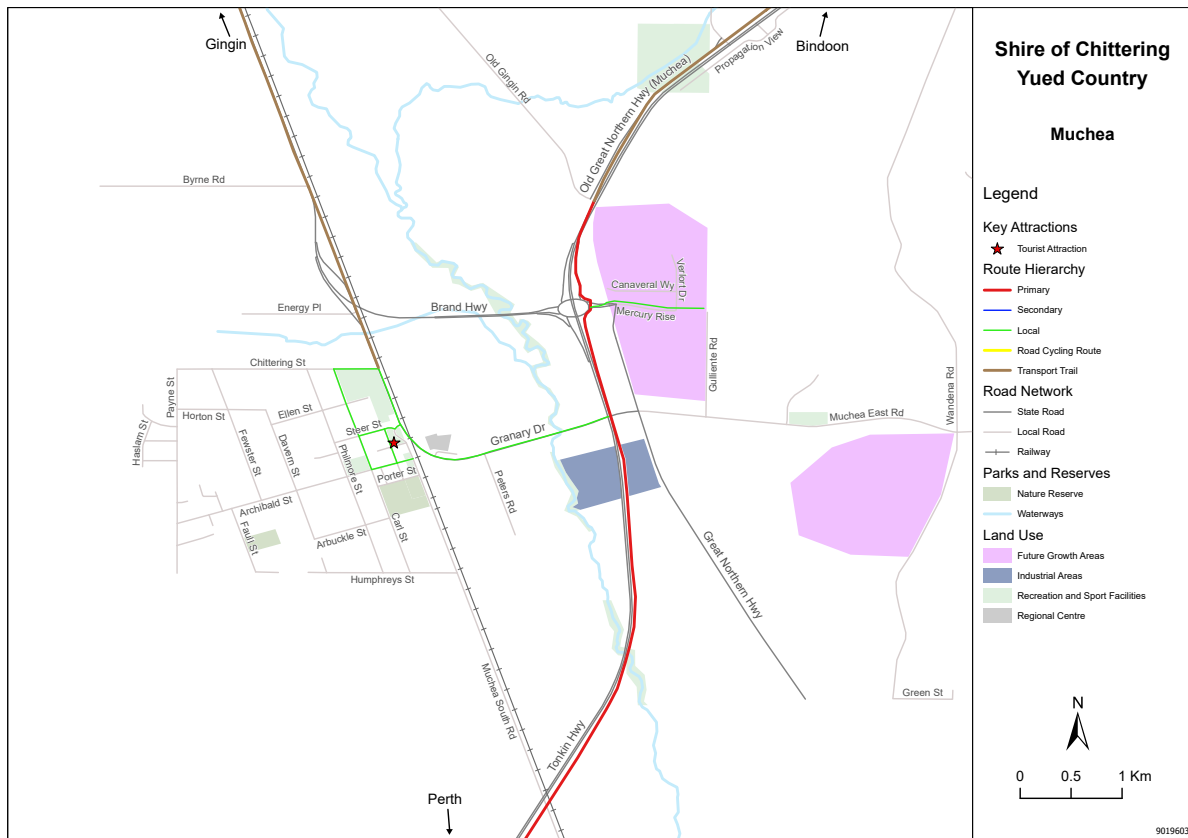 Gingin
Bindoon
Old Gingin Rd
Propagation View
Old Great Northern Hwy (Muchea)
Byrne Rd
Canaveral Wy
Verlort Dr
Energy Pl
Brand Hwy
Mercury Rise
Gulliente Rd
Chittering St
Payne St
Wandena Rd
Horton St
Ellen St
Muchea East Rd
Haslam St
Steer St
Granary Dr
Fewster St
Davern St
Philmore St
Porter St
Peters Rd
Archibald St
Faull St
Arbuckle St
Carl St
Great Northern Hwy
Humphreys St
Muchea South Rd
Green St
Tonkin Hwy
Perth
Shire of Chittering
Yued Country
Muchea
Legend
Key Attractions
Tourist Attraction
Route Hierarchy
Primary
Secondary
Local
Road Cycling Route
Transport Trail
Road Network
State Road
Local Road
Railway
Parks and Reserves
Nature Reserve
Waterways
Land Use
Future Growth Areas
Industrial Areas
Recreation and Sport Facilities
Regional Centre
N
0 0.5 1 Km
9019603